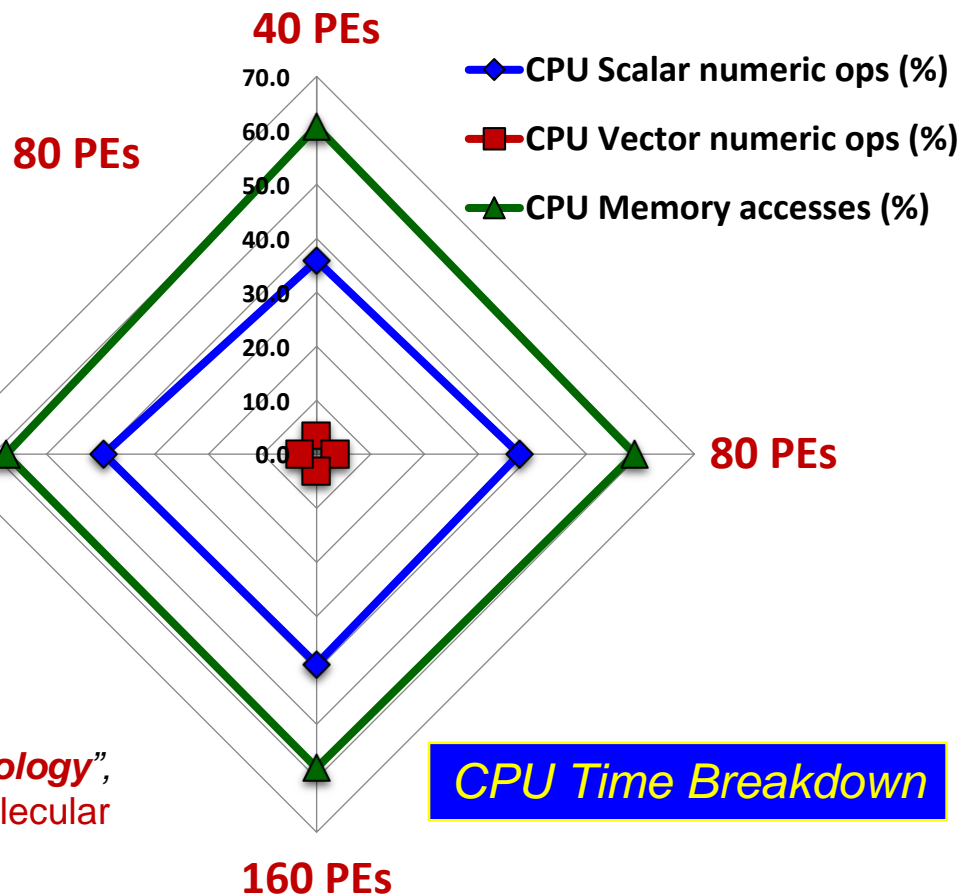 40 PEs
70.0
60.0
50.0
40.0
30.0
20.0
10.0
0.0
80 PEs
CPU Scalar numeric ops (%)
CPU Vector numeric ops (%)
CPU Memory accesses (%)
80 PEs
ology”,
lecular
CPU Time Breakdown
160 PEs